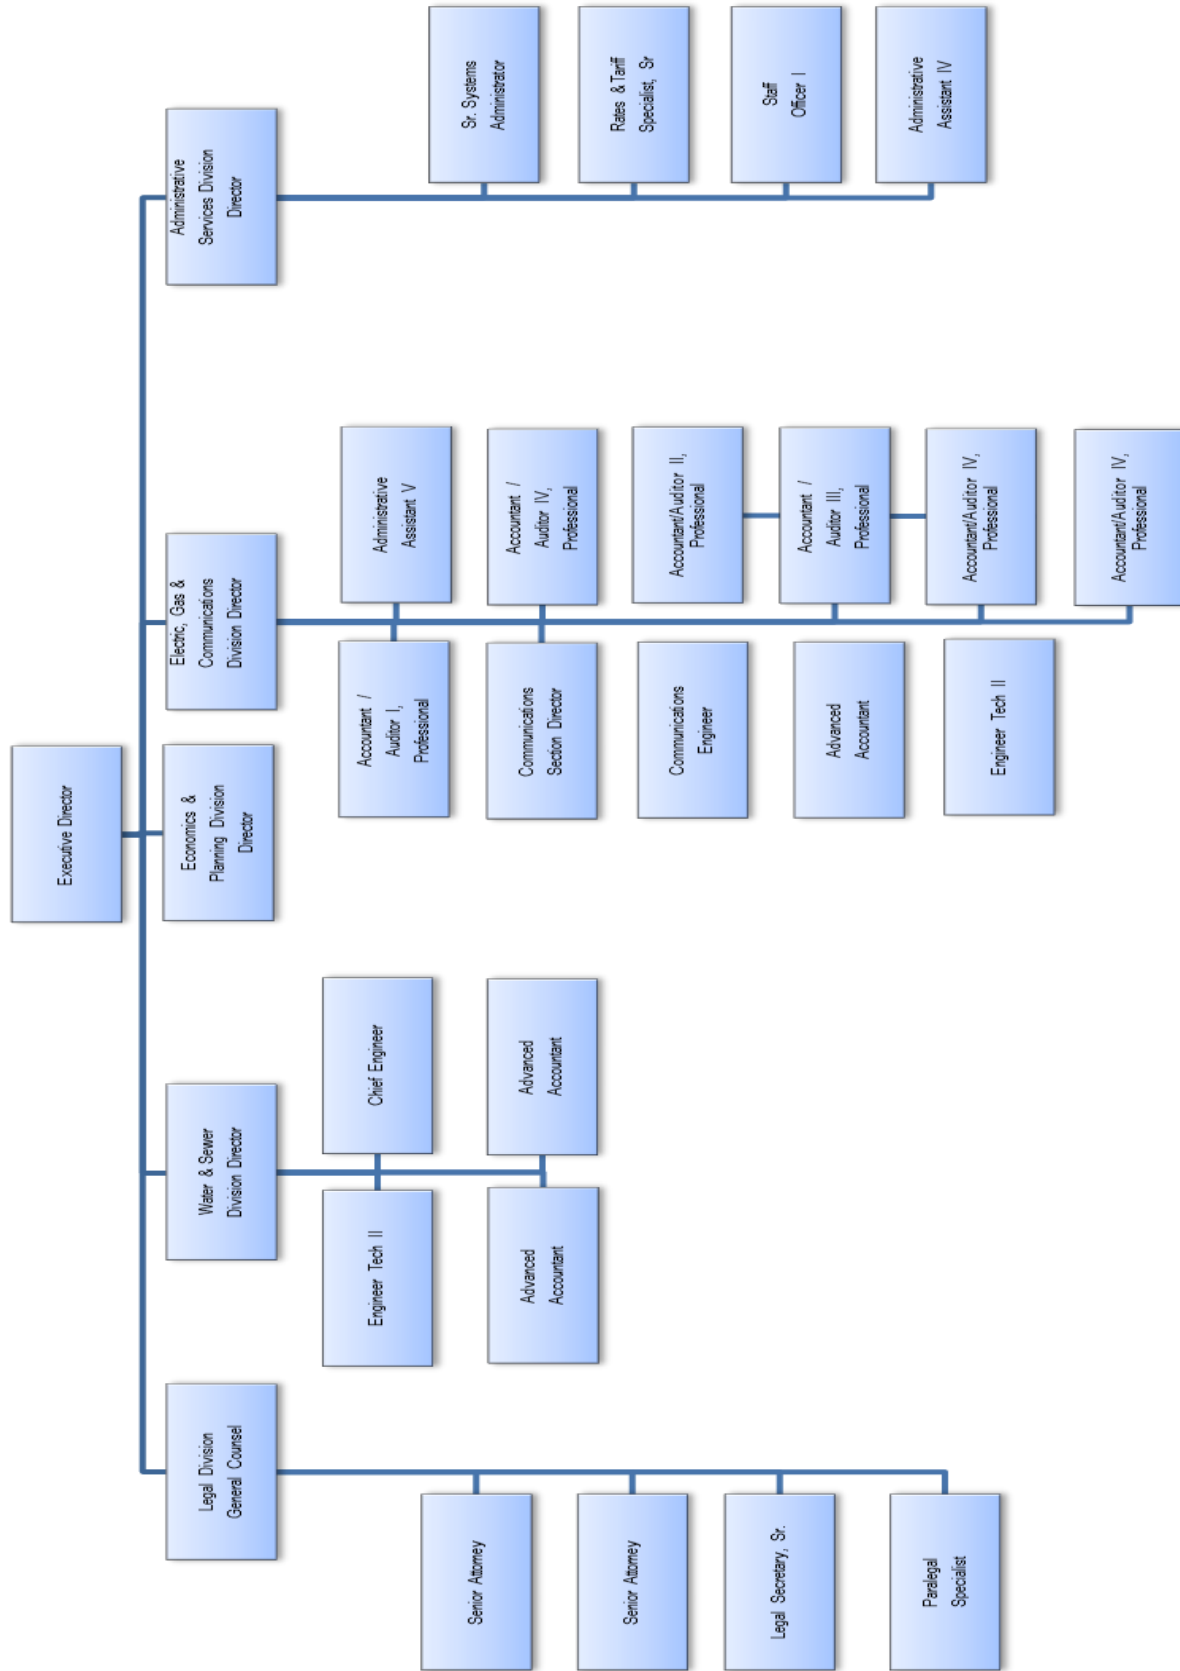 Executive Director
Legal Division
General Counsel
Water & Sewer
Division Director
Economics &
Planning Division
Director
Electric, Gas &
Communications
Division Director
Administrative
Services Division
Director
Senior Attorney
Senior Attorney
Legal Secretary, Sr.
Paralegal
Specialist
Engineer Tech II
Chief Engineer
Advanced
Accountant
Advanced
Accountant
Accountant /
Auditor I,
Professional
Administrative
Assistant V
Communications
Section Director
Accountant /
Auditor IV,
Professional
Communications
Engineer
Accountant/Auditor II,
Professional
Advanced
Accountant
Accountant /
Auditor III,
Professional
Engineer Tech II
Accountant/Auditor IV,
Professional
Accountant/Auditor IV,
Professional
Sr. Systems
Administrator
Rates &Tariff
Specialist, Sr
Staff
Officer I
Administrative
Assistant IV